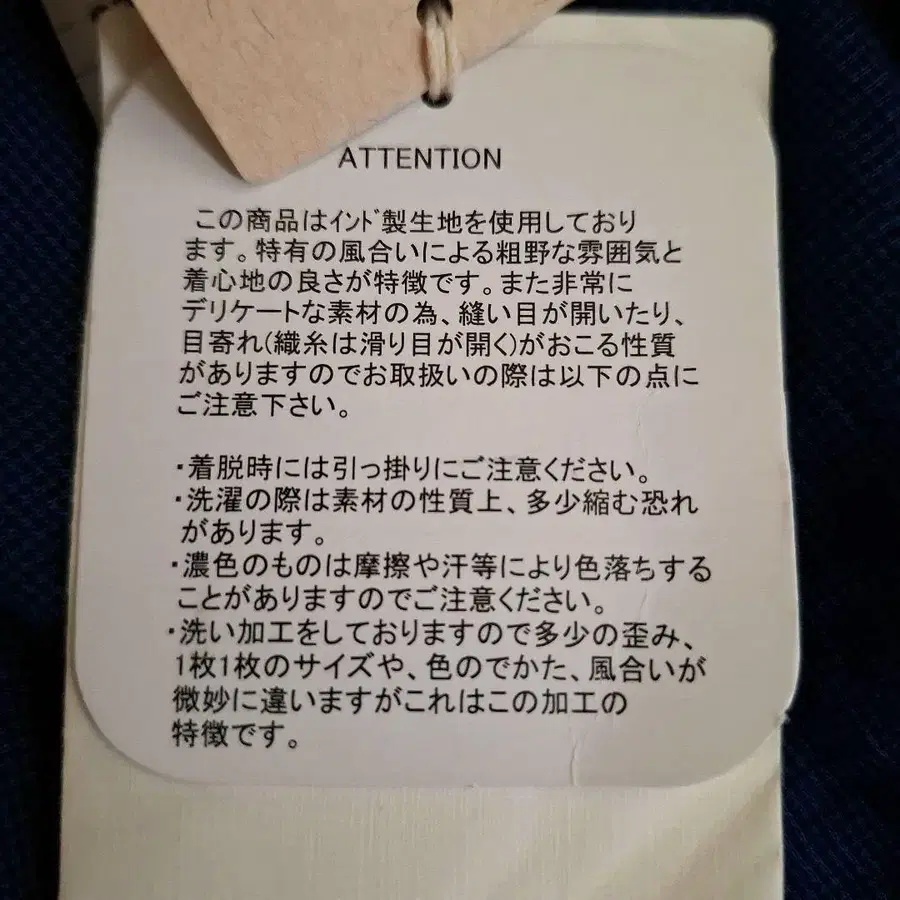 ATTENTION
この商品はインド製生地を使用しており
ます。特有の風合いによる粗野な雰囲気と
着心地の良さが特徴です。また非常に
デリケートな素材の為、縫い目が開いたり、
目寄れ(織糸は滑り目が開く)がおこる性質
がありますのでお取扱いの際は以下の点に
ご注意下さい。
・着脱時には引っ掛りにご注意ください。
・洗濯の際は素材の性質上、多少縮む恐れ
があります。
・濃色のものは摩擦や汗等により色落ちする
ことがありますのでご注意ください。
・洗い加工をしておりますので多少の歪み、
1枚1枚のサイズや、色のでかた、風合いが
微妙に違いますがこれはこの加工の
特徴です。